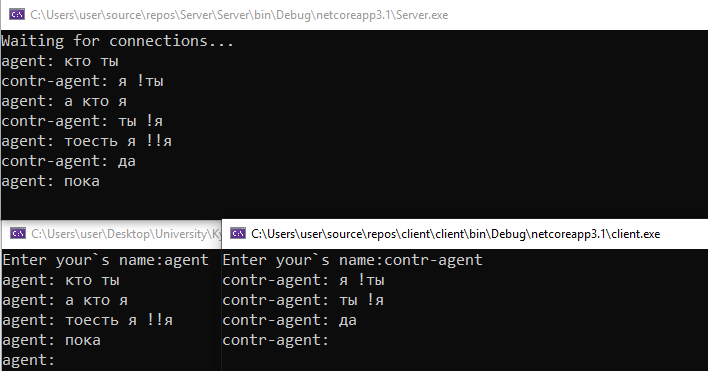 C:\Users\user\source\repos\Server\Server\bin\Debug\netcoreapp3.1\Server.exe
Waiting for connections...
agent: кто ты
contr-agent: я !ты
agent: а кто я
contr-agent: ты !я
agent: тоесть я !!я
contr-agent: да
agent: пока
C:\Users\user\Desktop\University\Ky
Enter your`s name:agent
agent: кто ты
agent: а кто я
agent: тоесть я !!я
agent: пока
agent:
C:\Users\user\source\repos\client\client\bin\Debug\netcoreapp3.1\client.exe
Enter your`s name:contr-agent
contr-agent: я !ты
contr-agent: ты !я
contr-agent: да
contr-agent: